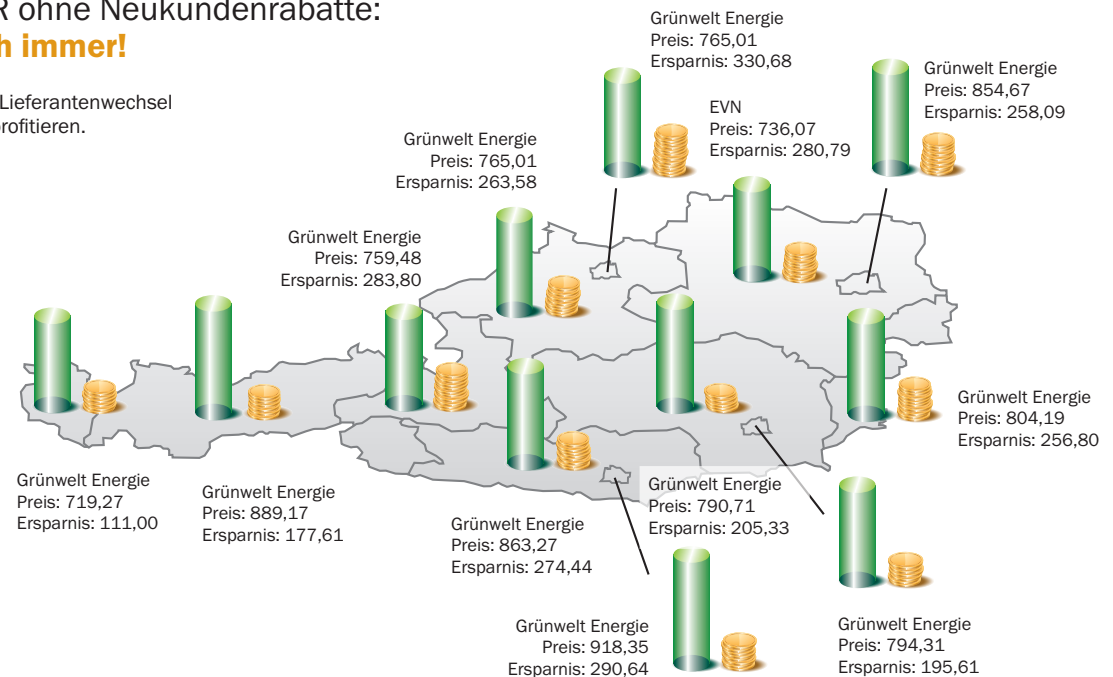 R ohne Neukundenrabatte:
h immer!
Lieferantenwechsel
rofitieren.
Grünwelt Energie
Preis: 765,01
Ersparnis: 330,68
Grünwelt Energie
Preis: 854,67
Ersparnis: 258,09
EVN
Preis: 736,07
Ersparnis: 280,79
Grünwelt Energie
Preis: 765,01
Ersparnis: 263,58
Grünwelt Energie
Preis: 759,48
Ersparnis: 283,80
Grünwelt Energie
Preis: 804,19
Ersparnis: 256,80
Grünwelt Energie
Preis: 719,27
Ersparnis: 111,00
Grünwelt Energie
Preis: 889,17
Ersparnis: 177,61
Grünwelt Energie
Preis: 863,27
Ersparnis: 274,44
Grünwelt Energie
Preis: 790,71
Ersparnis: 205,33
Grünwelt Energie
Preis: 918,35
Ersparnis: 290,64
Grünwelt Energie
Preis: 794,31
Ersparnis: 195,61